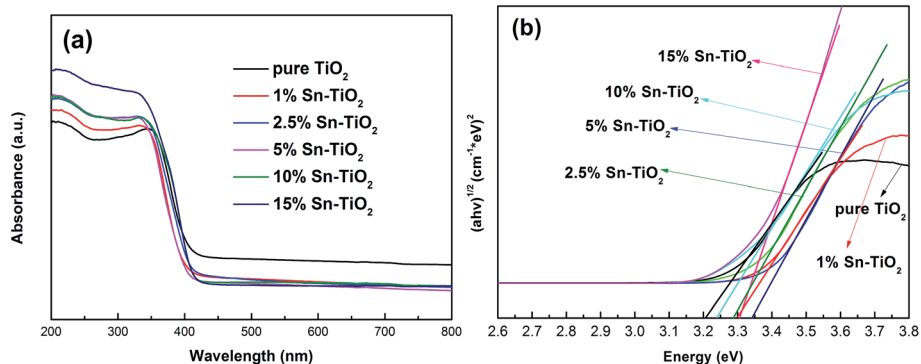 (a)
pure TiO₂
1% Sn-TiO₂
2.5% Sn-TiO₂
5% Sn-TiO₂
10% Sn-TiO₂
15% Sn-TiO₂
Absorbance (a.u.)
200 300 400 500 600 700 800
Wavelength (nm)
(b)
15% Sn-TiO₂
10% Sn-TiO₂
5% Sn-TiO₂
2.5% Sn-TiO₂
pure TiO₂
1% Sn-TiO₂
(ahv)¹/² (cm⁻¹*eV)²
2.6 2.7 2.8 2.9 3.0 3.1 3.2 3.3 3.4 3.5 3.6 3.7 3.8
Energy (eV)